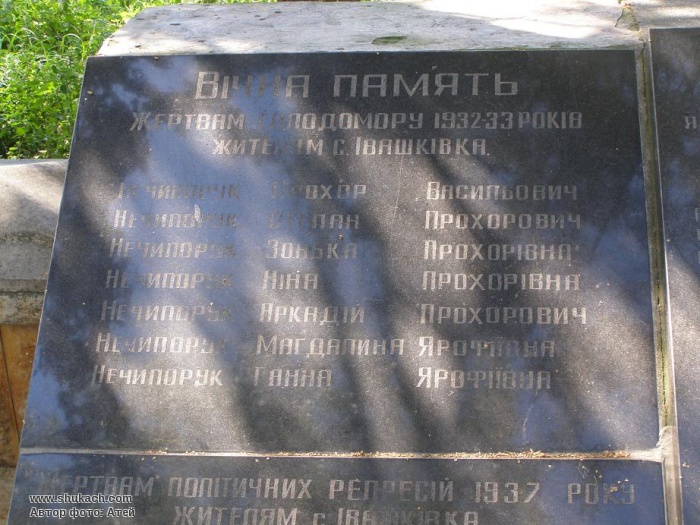 Вічна пам'ять
Жертвам голодомору 1932-33 років
жителям с. Івашківка
Нечипорук Прохор Васильович
Нечипорук Степан Прохорович
Нечипорук Зонька Прохорівна
Нечипорук Ніна Прохорівна
Нечипорук Аркадій Прохорович
Нечипорук Магдалина Ярофіївна
Нечипорук Ганна Ярофіївна
Жертвам політичних репресій 1937 року
жителям с. Івашківка
www.shukach.com
Автор фото: Атей